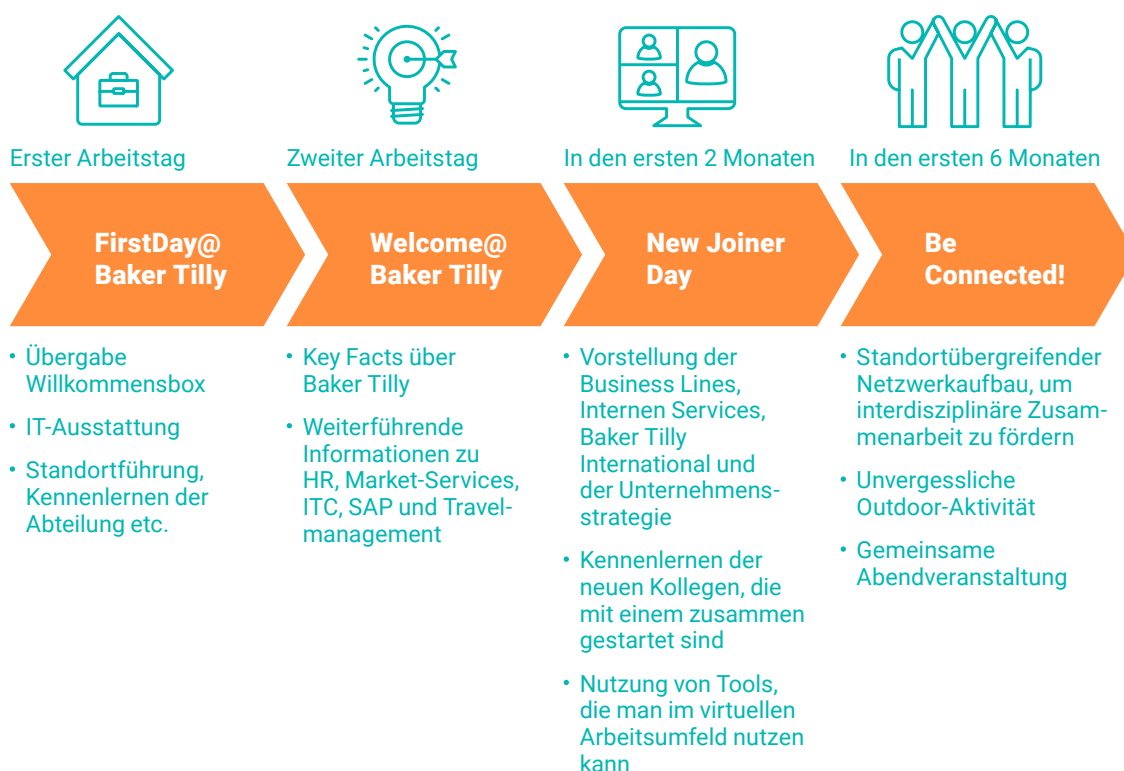 Erster Arbeitstag
FirstDay@
Baker Tilly
• Übergabe
Willkommensbox
• IT-Ausstattung
• Standortführung,
Kennenlernen der
Abteilung etc.
Zweiter Arbeitstag
Welcome@
Baker Tilly
• Key Facts über
Baker Tilly
• Weiterführende
Informationen zu
HR, Market-Services,
ITC, SAP und Travel-
management
In den ersten 2 Monaten
New Joiner
Day
• Vorstellung der
Business Lines,
Internen Services,
Baker Tilly
International und
der Unternehmens-
strategie
• Kennenlernen der
neuen Kollegen, die
mit einem zusammen
gestartet sind
• Nutzung von Tools,
die man im virtuellen
Arbeitsumfeld nutzen
kann
In den ersten 6 Monaten
Be
Connected!
• Standortübergreifender
Netzwerkaufbau, um
interdisziplinäre Zusam-
menarbeit zu fördern
• Unvergessliche
Outdoor-Aktivität
• Gemeinsame
Abendveranstaltung